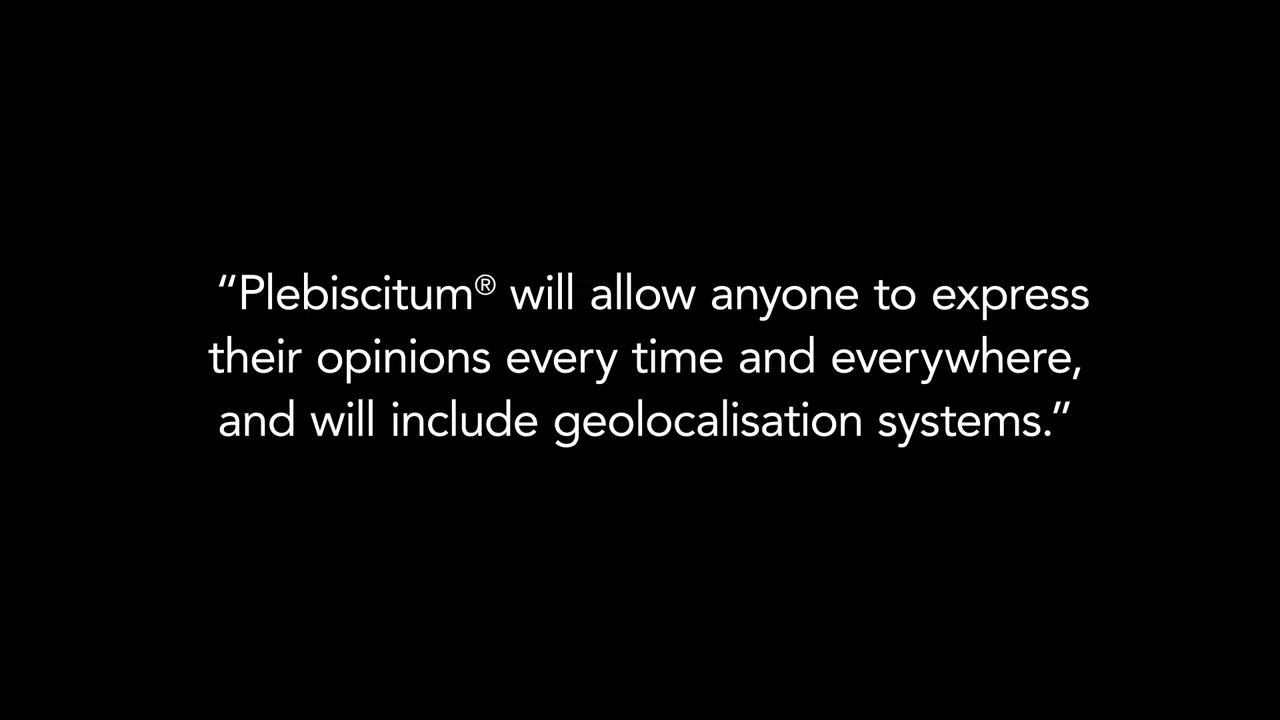 “Plebiscitum® will allow anyone to express
their opinions every time and everywhere,
and will include geolocalisation systems.”